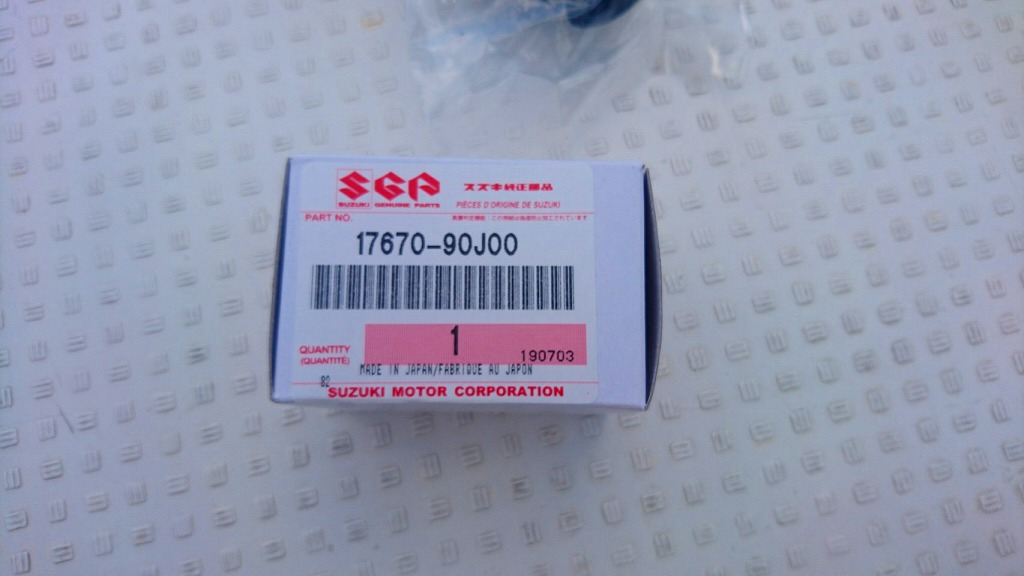 SGP スズキ純正部品
SUZUKI GENUINE PARTS PIÈCES D'ORIGINE DE SUZUKI
PART NO.
17670-90J00
1
190703
QUANTITY
(QUANTITÉ)
MADE IN JAPAN/FABRIQUE AU JAPON
82
SUZUKI MOTOR CORPORATION